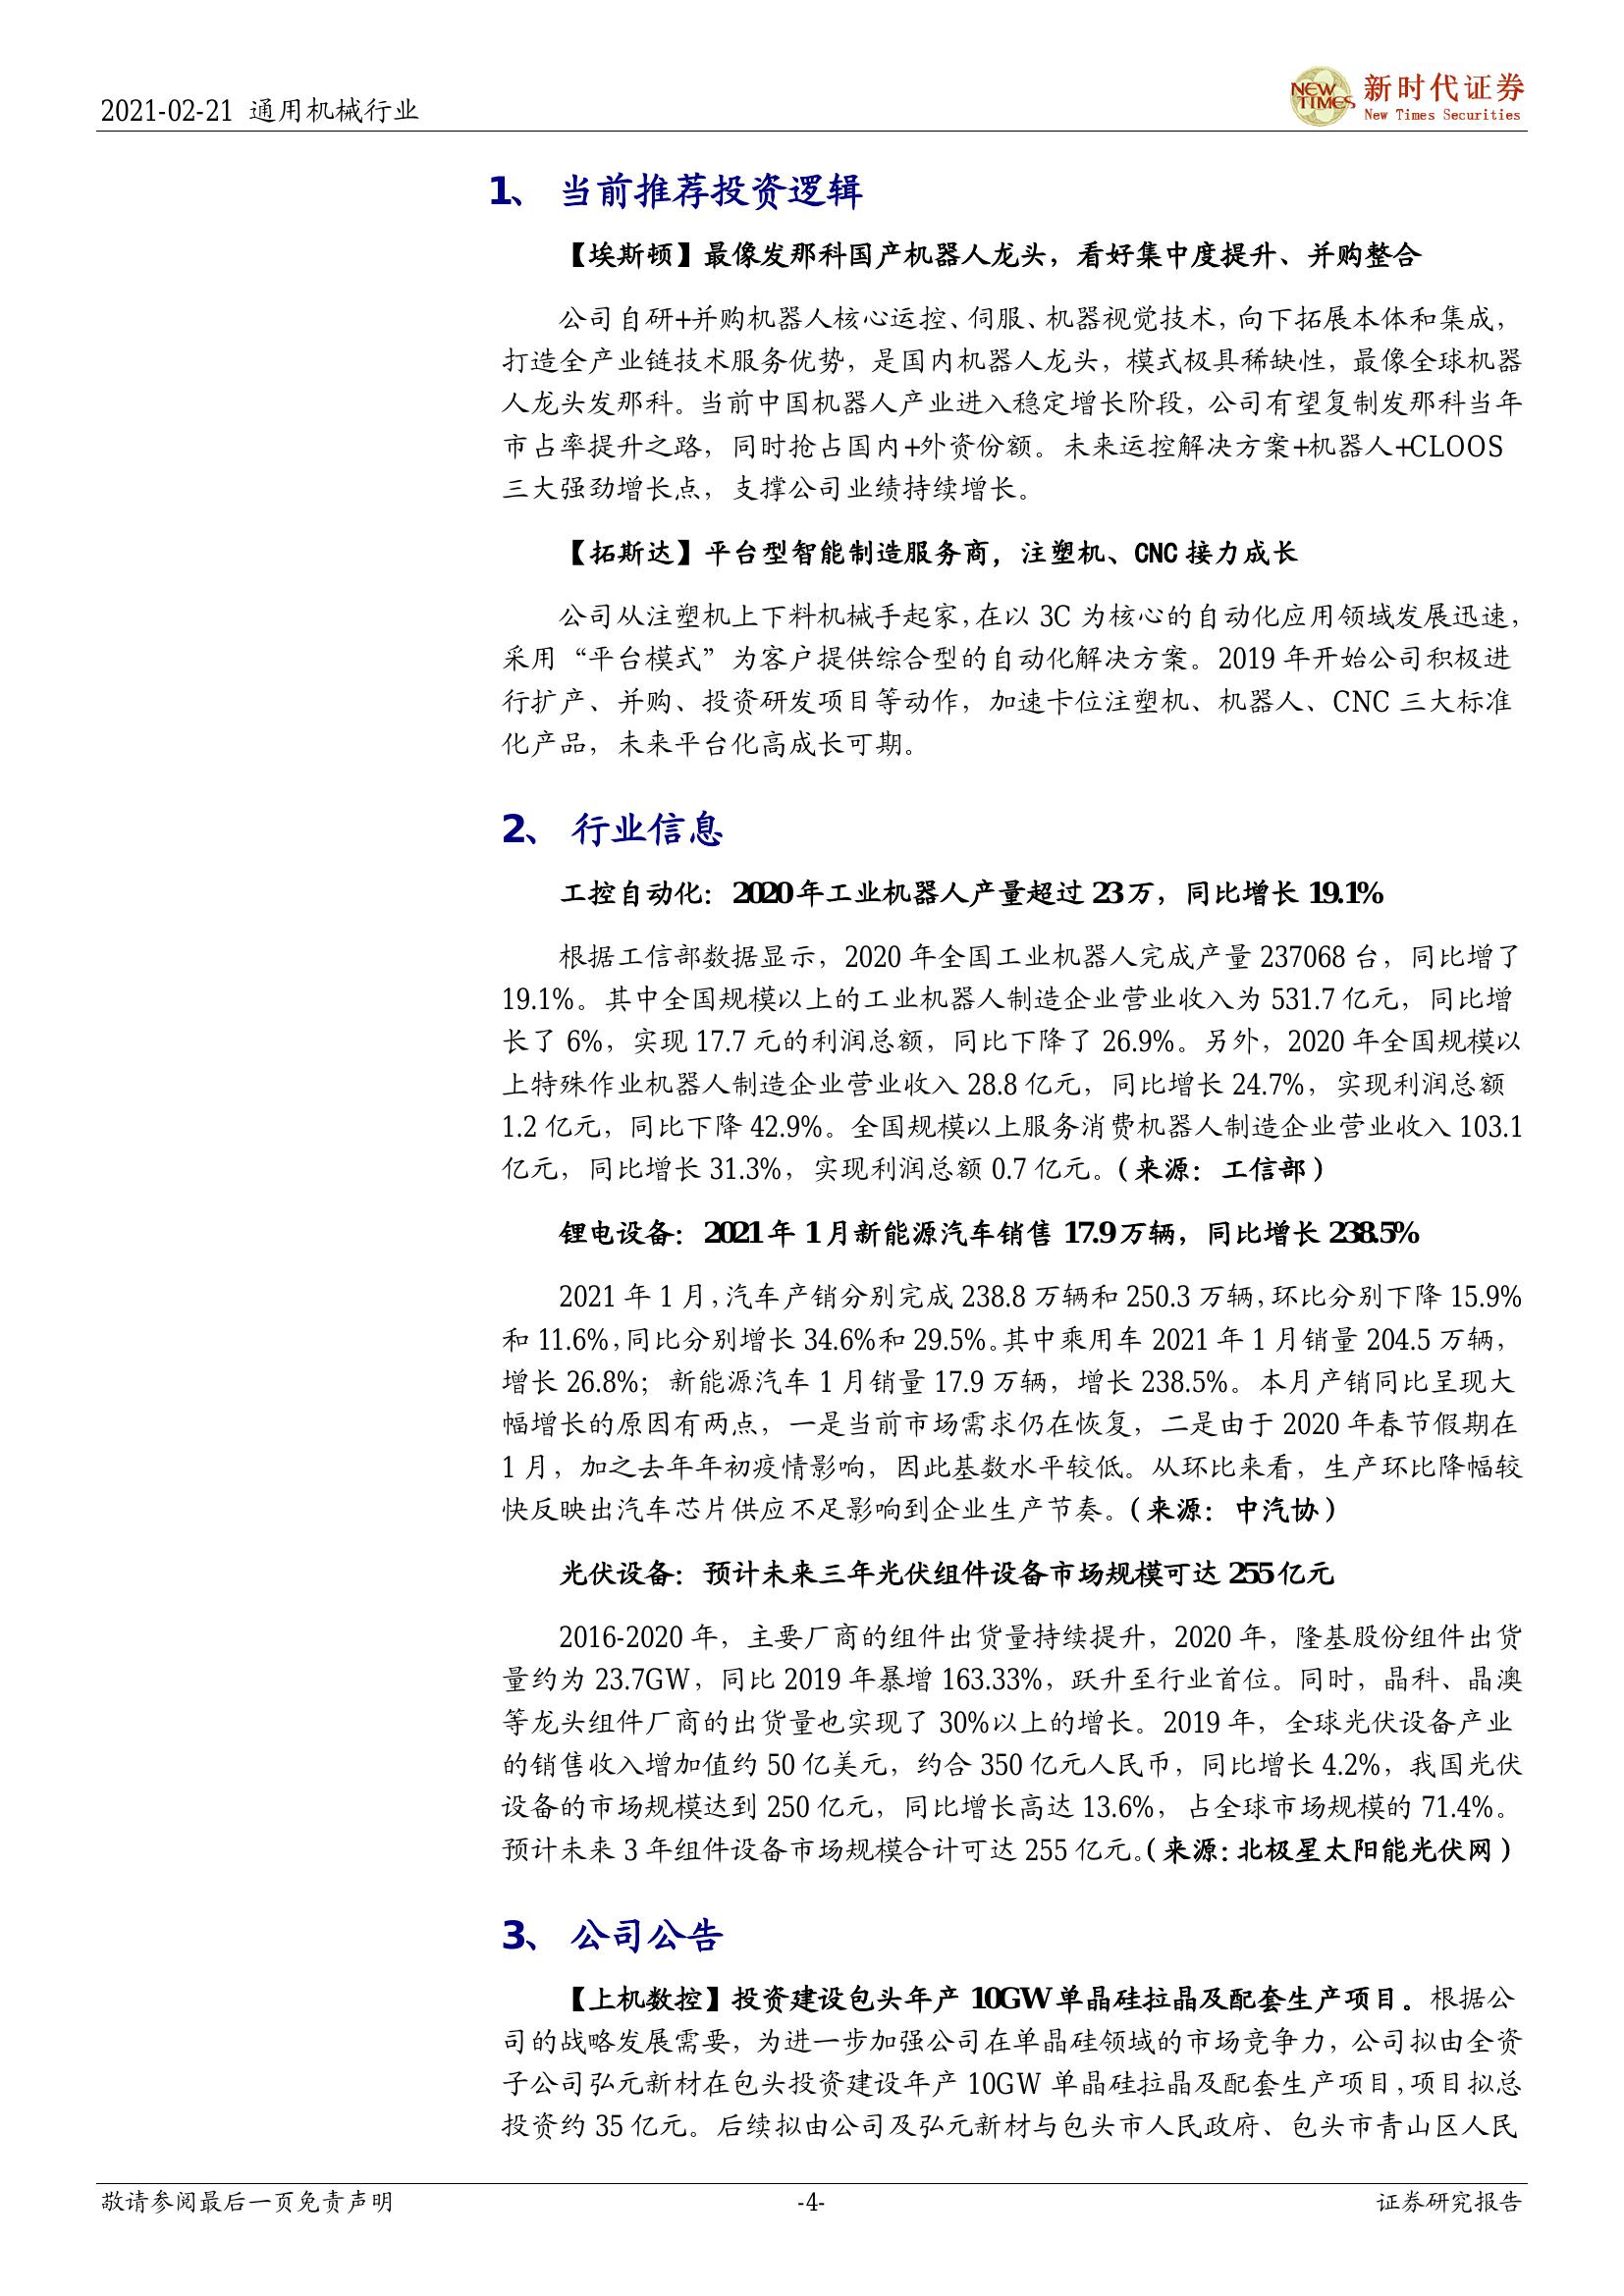 2021-02-21 通用机械行业
NEW TIMES 新时代证券
New Times Securities
1、 当前推荐投资逻辑
【埃斯顿】最像发那科国产机器人龙头，看好集中度提升、并购整合
公司自研+并购机器人核心运控、伺服、机器视觉技术，向下拓展本体和集成，
打造全产业链技术服务优势，是国内机器人龙头，模式极具稀缺性，最像全球机器
人龙头发那科。当前中国机器人产业进入稳定增长阶段，公司有望复制发那科当年
市占率提升之路，同时抢占国内+外资份额。未来运控解决方案+机器人+CLOOS
三大强劲增长点，支撑公司业绩持续增长。
【拓斯达】平台型智能制造服务商，注塑机、CNC 接力成长
公司从注塑机上下料机械手起家，在以 3C 为核心的自动化应用领域发展迅速，
采用“平台模式”为客户提供综合型的自动化解决方案。2019 年开始公司积极进
行扩产、并购、投资研发项目等动作，加速卡位注塑机、机器人、CNC 三大标准
化产品，未来平台化高成长可期。
2、 行业信息
工控自动化：2020 年工业机器人产量超过 23 万，同比增长 19.1%
根据工信部数据显示，2020 年全国工业机器人完成产量 237068 台，同比增了
19.1%。其中全国规模以上的工业机器人制造企业营业收入为 531.7 亿元，同比增
长了 6%，实现 17.7 元的利润总额，同比下降了 26.9%。另外，2020 年全国规模以
上特殊作业机器人制造企业营业收入 28.8 亿元，同比增长 24.7%，实现利润总额
1.2 亿元，同比下降 42.9%。全国规模以上服务消费机器人制造企业营业收入 103.1
亿元，同比增长 31.3%，实现利润总额 0.7 亿元。（来源：工信部）
锂电设备：2021 年 1 月新能源汽车销售 17.9 万辆，同比增长 238.5%
2021 年 1 月，汽车产销分别完成 238.8 万辆和 250.3 万辆，环比分别下降 15.9%
和 11.6%，同比分别增长 34.6%和 29.5%。其中乘用车 2021 年 1 月销量 204.5 万辆，
增长 26.8%；新能源汽车 1 月销量 17.9 万辆，增长 238.5%。本月产销同比呈现大
幅增长的原因有两点，一是当前市场需求仍在恢复，二是由于 2020 年春节假期在
1 月，加之去年年初疫情影响，因此基数水平较低。从环比来看，生产环比降幅较
快反映出汽车芯片供应不足影响到企业生产节奏。（来源：中汽协）
光伏设备：预计未来三年光伏组件设备市场规模可达 255 亿元
2016-2020 年，主要厂商的组件出货量持续提升，2020 年，隆基股份组件出货
量约为 23.7GW，同比 2019 年暴增 163.33%，跃升至行业首位。同时，晶科、晶澳
等龙头组件厂商的出货量也实现了 30%以上的增长。2019 年，全球光伏设备产业
的销售收入增加值约 50 亿美元，约合 350 亿元人民币，同比增长 4.2%，我国光伏
设备的市场规模达到 250 亿元，同比增长高达 13.6%，占全球市场规模的 71.4%。
预计未来 3 年组件设备市场规模合计可达 255 亿元。（来源：北极星太阳能光伏网）
3、 公司公告
【上机数控】投资建设包头年产 10GW 单晶硅拉晶及配套生产项目。根据公
司的战略发展需要，为进一步加强公司在单晶硅领域的市场竞争力，公司拟由全资
子公司弘元新材在包头投资建设年产 10GW 单晶硅拉晶及配套生产项目，项目拟总
投资约 35 亿元。后续拟由公司及弘元新材与包头市人民政府、包头市青山区人民
敬请参阅最后一页免责声明 -4- 证券研究报告